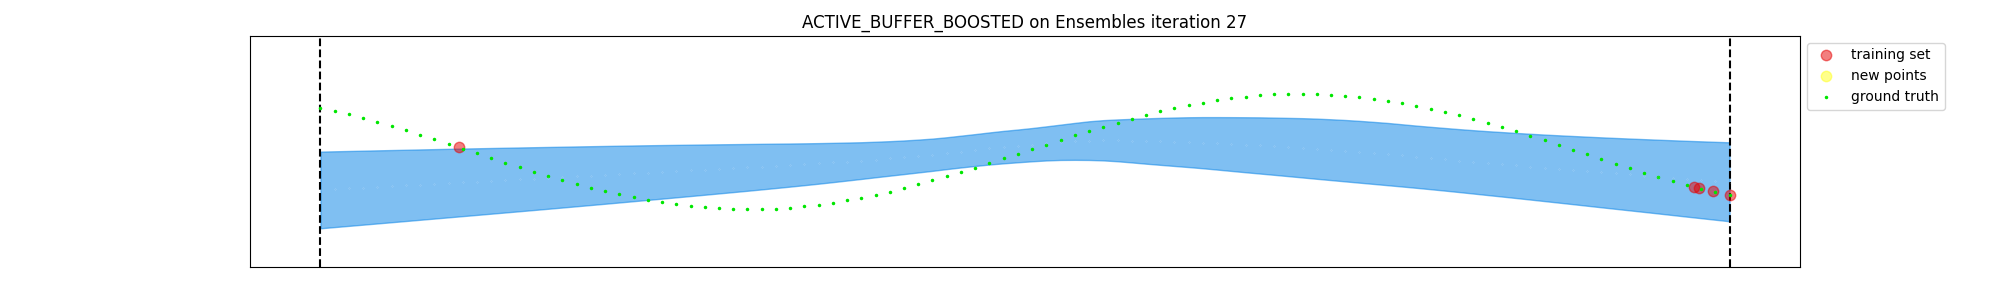 ACTIVE_BUFFER_BOOSTED on Ensembles iteration 27
training set
new points
ground truth